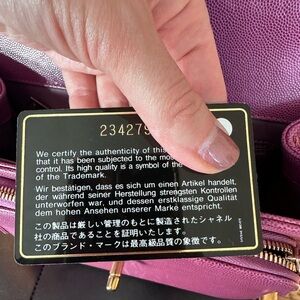 234279
We certify the authenticity of this
that it has been subjected to the most
control. Its high quality is a symbol of the
of the Trademark.
Wir bestätigen, dass es sich um einen Artikel handelt,
der während seiner Herstellung strengsten Kontrollen
unterworfen war, und dessen erstklassige Qualität
dem hohen Ansehen unserer Marke entspricht.
この製品は厳しい管理のもとに製造されたシャネル
社の商品であることを証明いたします。
このブランド・マークは最高級品質の象徴です。